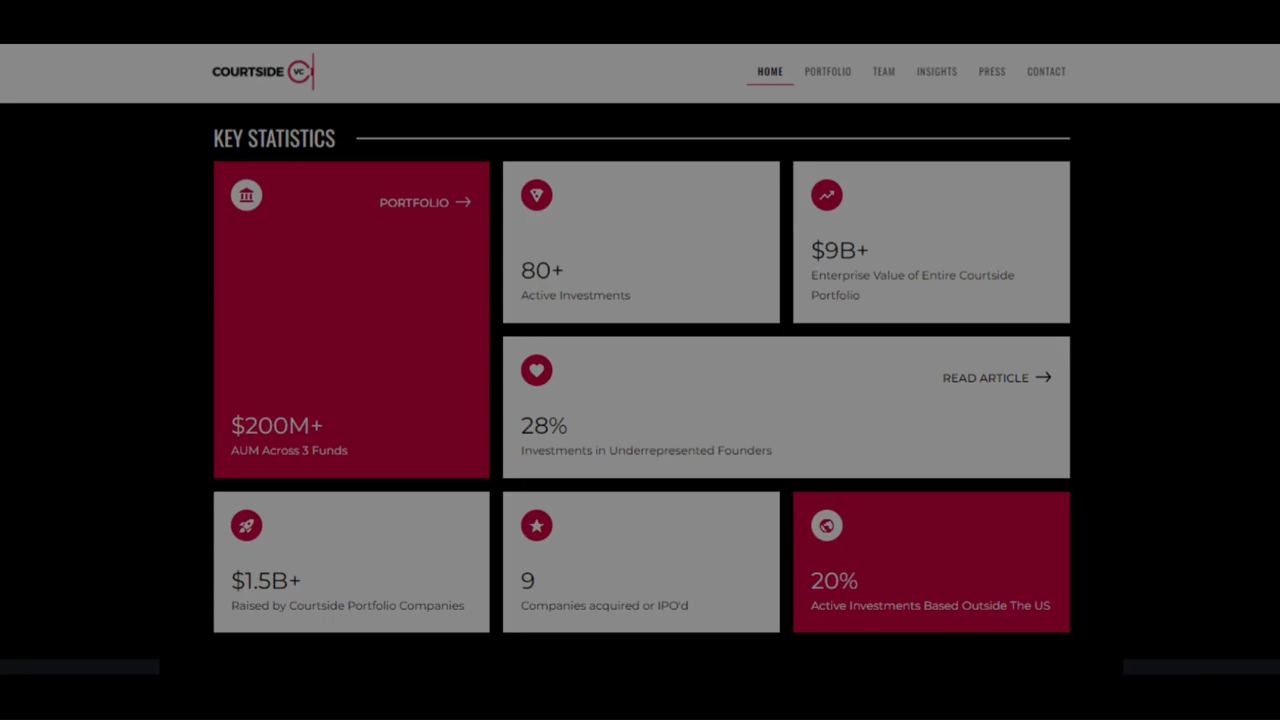 COURTSIDE VC
HOME PORTFOLIO TEAM INSIGHTS PRESS CONTACT
KEY STATISTICS
PORTFOLIO →
$200M+
AUM Across 3 Funds
80+
Active Investments
$9B+
Enterprise Value of Entire Courtside
Portfolio
READ ARTICLE →
28%
Investments in Underrepresented Founders
$1.5B+
Raised by Courtside Portfolio Companies
9
Companies acquired or IPO'd
20%
Active Investments Based Outside The US